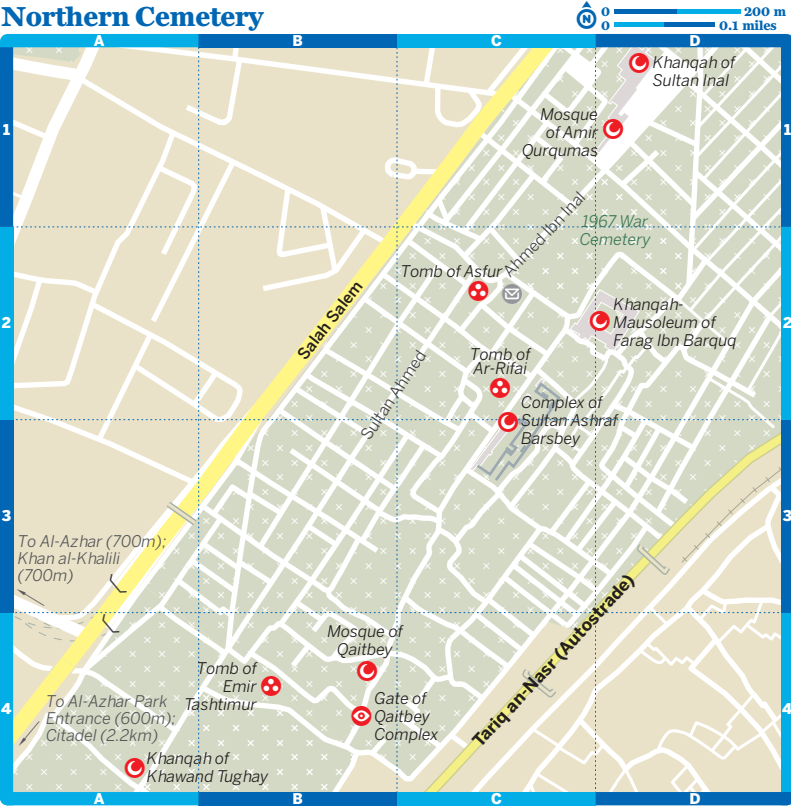 Northern Cemetery
N
0 200 m
0 0.1 miles
A B C D
1 1
2 2
3 3
4 4
Khanqah of
Sultan Inal
Mosque
of Amir
Qurqumas
Ahmed Ibn Inal
1967 War
Cemetery
Tomb of Asfur
Salah Salem
Khanqah-
Mausoleum of
Farag Ibn Barquq
Tomb of
Ar-Rifai
Sultan Ahmed
Complex of
Sultan Ashraf
Barsbey
To Al-Azhar (700m);
Khan al-Khalili
(700m)
Tariq an-Nasr (Autostrade)
Mosque of
Qaitbey
Tomb of
Emir
Tashtimur
Gate of
Qaitbey
Complex
To Al-Azhar Park
Entrance (600m);
Citadel (2.2km)
Khanqah of
Khawand Tughay
A B C D